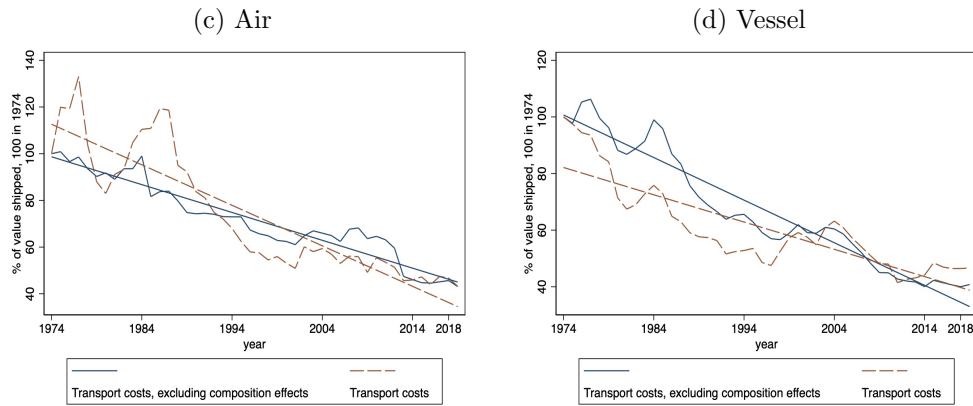 (c) Air
% of value shipped, 100 in 1974
140
120
100
80
60
40
1974
1984
1994
2004
2014
2018
year
Transport costs, excluding composition effects
Transport costs
(d) Vessel
% of value shipped, 100 in 1974
120
100
80
60
40
1974
1984
1994
2004
2014
2018
year
Transport costs, excluding composition effects
Transport costs